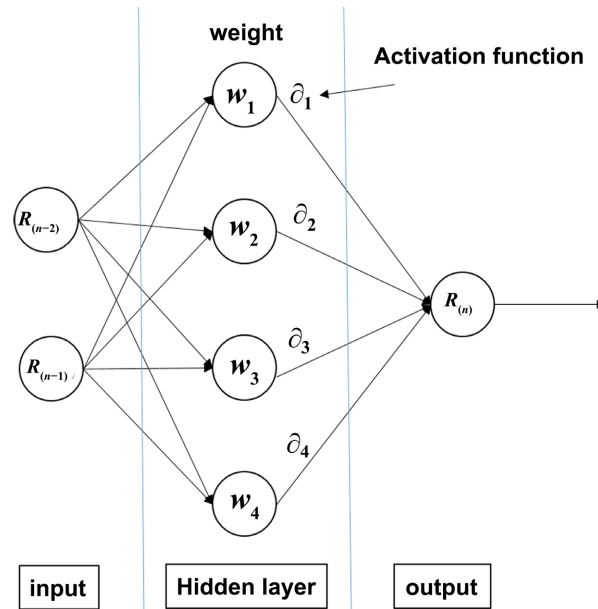 weight
Activation function
w₁
∂₁
R₍ₙ₋₂₎
w₂
∂₂
R₍ₙ₎
R₍ₙ₋₁₎
w₃
∂₃
w₄
∂₄
input
Hidden layer
output